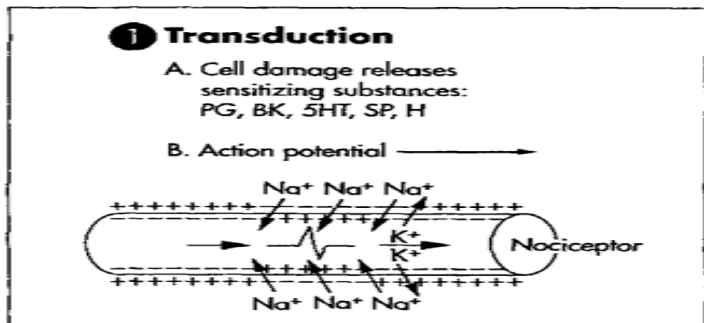 1 Transduction
A. Cell damage releases
sensitizing substances:
PG, BK, 5HT, SP, H
B. Action potential
Na+ Na+ Na+
K+
K+
Nociceptor
Na+ Na+ Na+